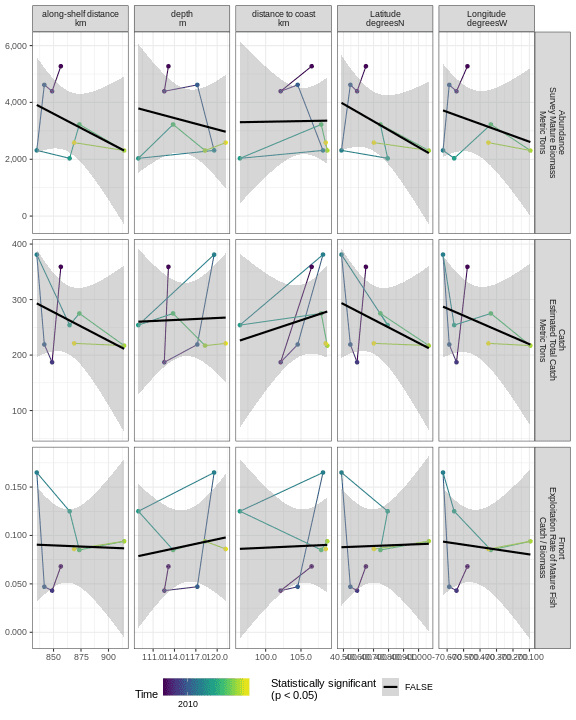 along-shelf distance
km
depth
m
distance to coast
km
Latitude
degreesN
Longitude
degreesW
6,000
4,000
2,000
0
Abundance
Survey Mature Biomass
Metric Tons
400
300
200
100
Catch
Estimated Total Catch
Metric Tons
0.150
0.100
0.050
0.000
Fmort
Exploitation Rate of Mature Fish
Catch / Biomass
850 875 900
111.0 114.0 117.0 120.0
100.0 105.0
Time
2010
Statistically significant
(p < 0.05)
FALSE